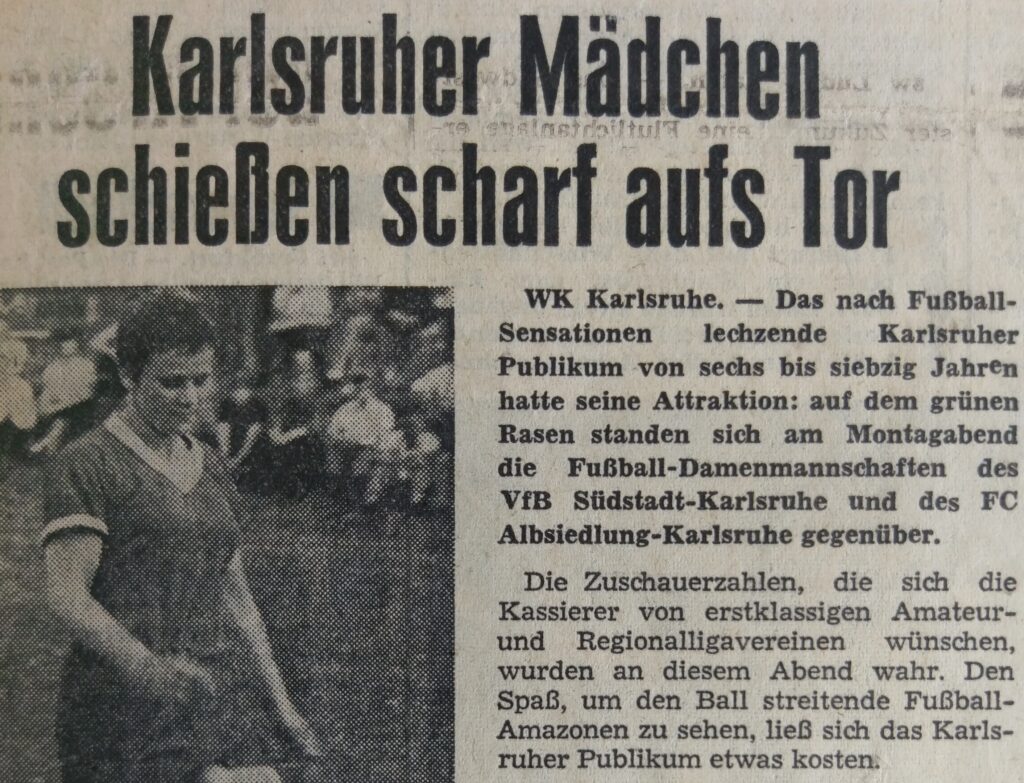 Karlsruher Mädchen
schießen scharf aufs Tor
WK Karlsruhe. — Das nach Fußball-
Sensationen lechzende Karlsruher
Publikum von sechs bis siebzig Jahren
hatte seine Attraktion: auf dem grünen
Rasen standen sich am Montagabend
die Fußball-Damenmannschaften des
VfB Südstadt-Karlsruhe und des FC
Albsiedlung-Karlsruhe gegenüber.
Die Zuschauerzahlen, die sich die
Kassierer von erstklassigen Amateur-
und Regionalligavereinen wünschen,
wurden an diesem Abend wahr. Den
Spaß, um den Ball streitende Fußball-
Amazonen zu sehen, ließ sich das Karls-
ruher Publikum etwas kosten.